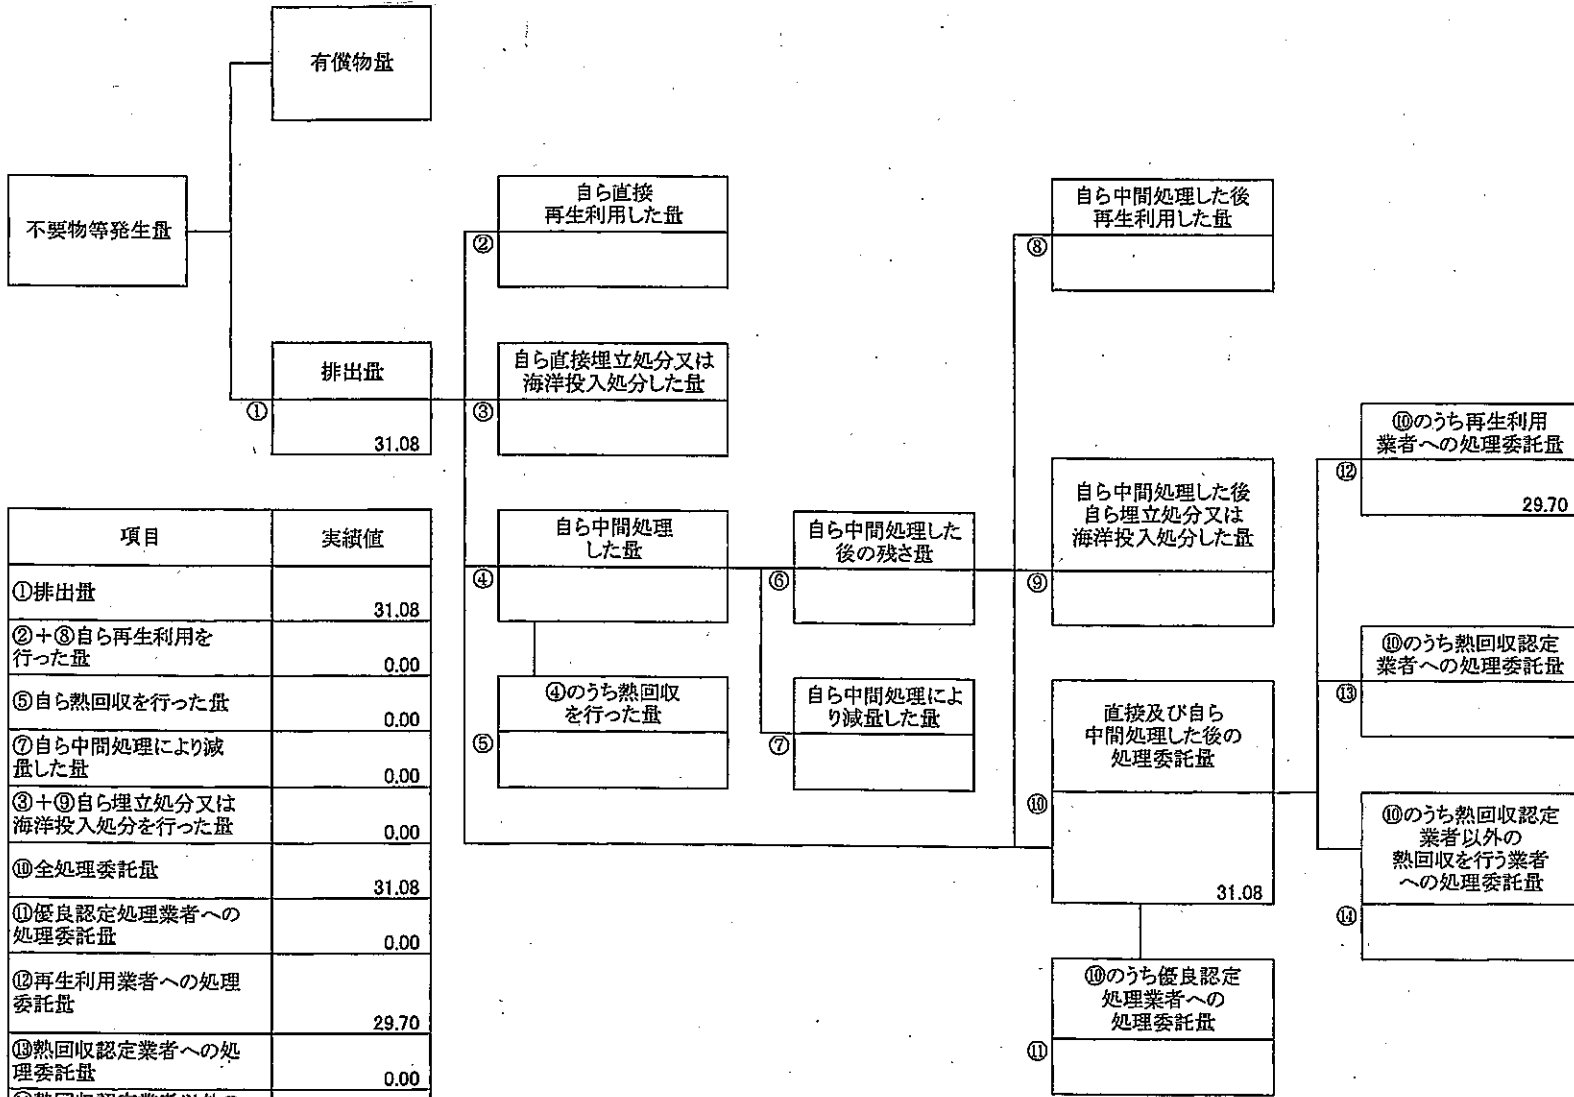 有償物量
不要物等発生量
自ら直接
再生利用した量
②
自ら中間処理した後
再生利用した量
⑧
排出量
①
31.08
自ら直接埋立処分又は
海洋投入処分した量
③
⑩のうち再生利用
業者への処理委託量
⑫
29.70
自ら中間処理
した量
④
自ら中間処理した
後の残さ量
⑥
自ら中間処理した後
自ら埋立処分又は
海洋投入処分した量
⑨
⑩のうち熱回収認定
業者への処理委託量
⑬
④のうち熱回収
を行った量
⑤
自ら中間処理によ
り減量した量
⑦
直接及び自ら
中間処理した後の
処理委託量
⑩
31.08
⑩のうち熱回収認定
業者以外の
熱回収を行う業者
への処理委託量
⑭
⑩のうち優良認定
処理業者への
処理委託量
⑪
項目
実績値
①排出量
31.08
②+⑧自ら再生利用を
行った量
0.00
⑤自ら熱回収を行った量
0.00
⑦自ら中間処理により減
量した量
0.00
③+⑨自ら埋立処分又は
海洋投入処分を行った量
0.00
⑩全処理委託量
31.08
⑪優良認定処理業者への
処理委託量
0.00
⑫再生利用業者への処理
委託量
29.70
⑬熱回収認定業者への処
理委託量
0.00